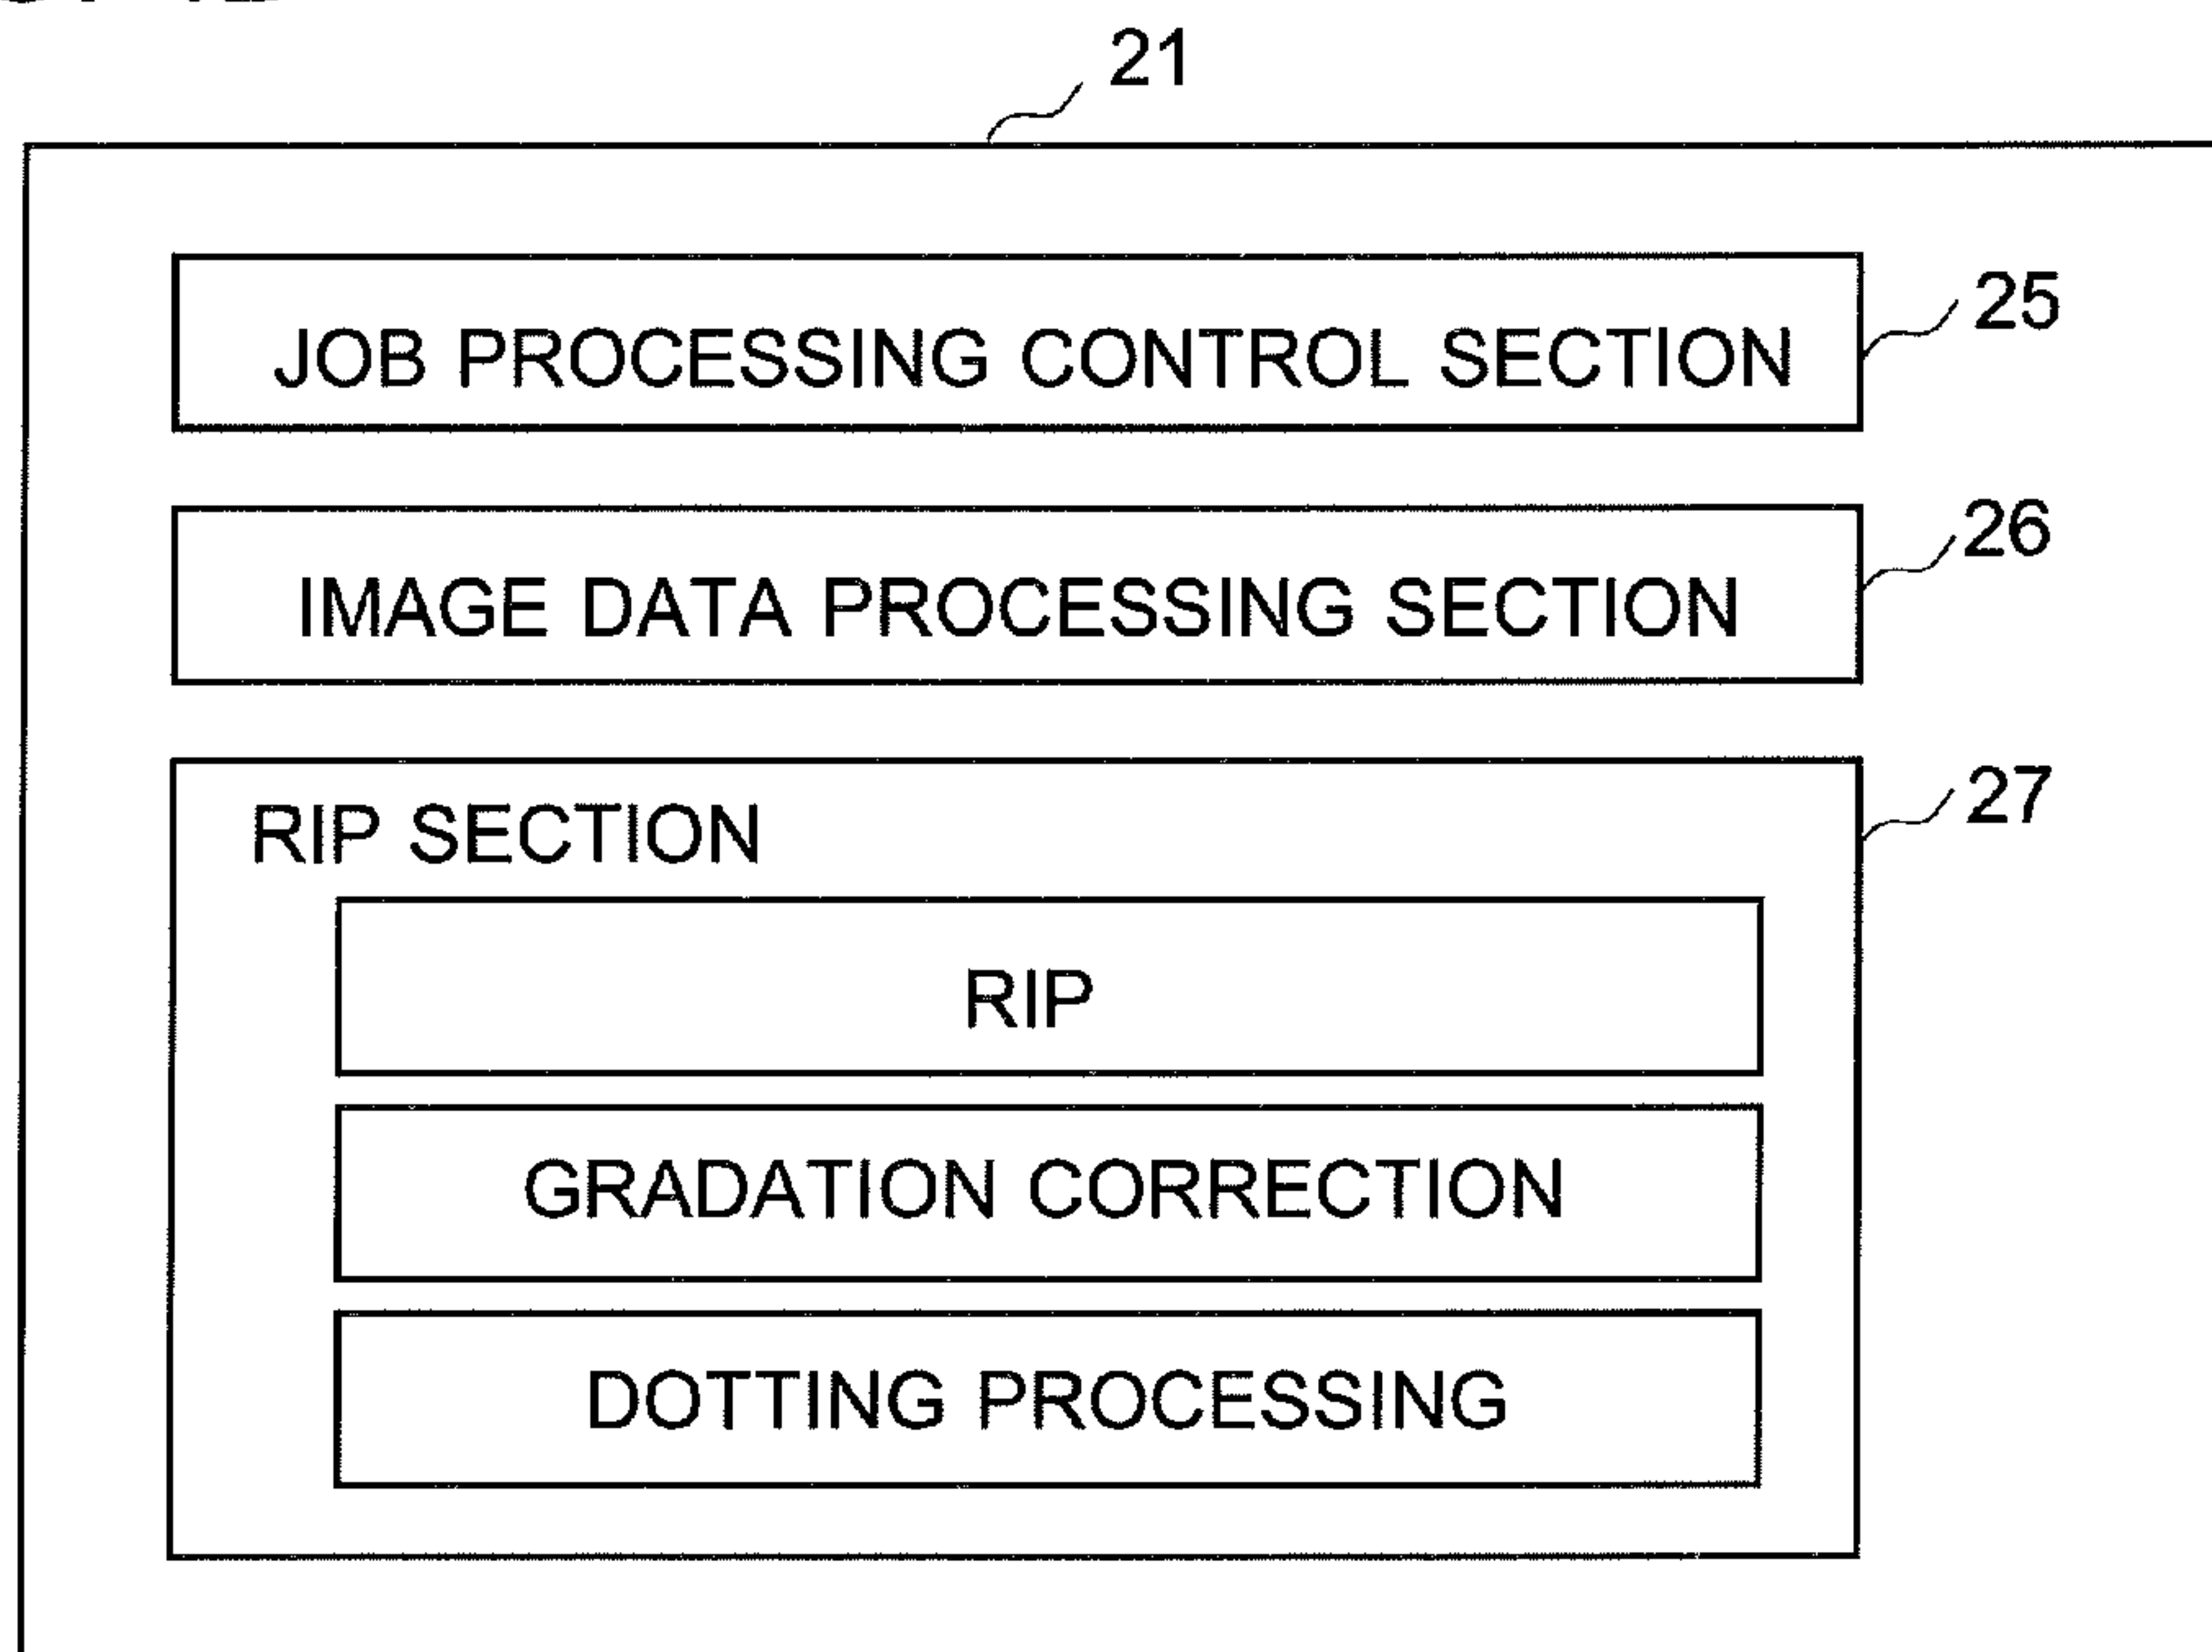 21
JOB PROCESSING CONTROL SECTION
25
IMAGE DATA PROCESSING SECTION
26
RIP SECTION
27
RIP
GRADATION CORRECTION
DOTTING PROCESSING